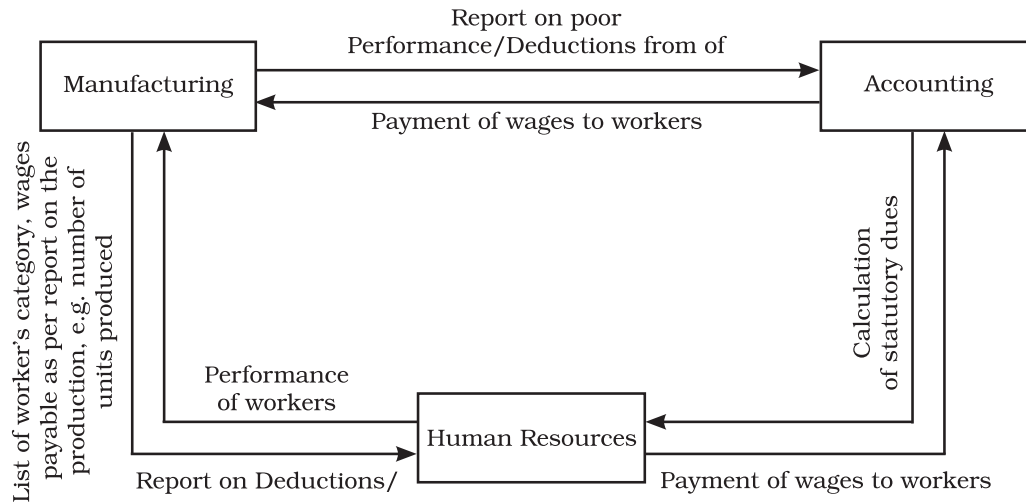 Report on poor
Performance/Deductions from of
Manufacturing
Accounting
Payment of wages to workers
List of worker's category, wages
payable as per report on the
production, e.g. number of
units produced
Calculation
of statutory dues
Performance
of workers
Human Resources
Report on Deductions/
Payment of wages to workers